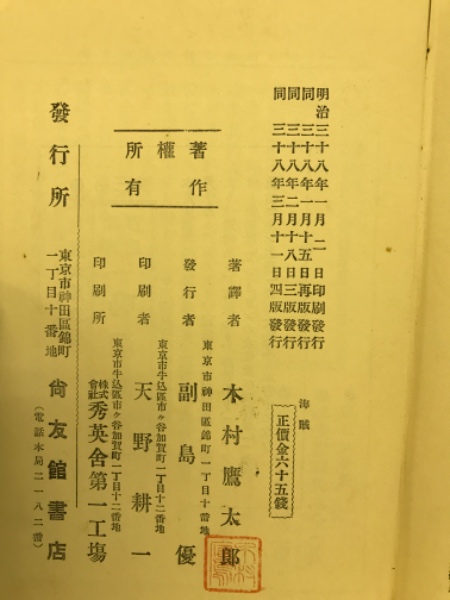 明治三十八年一月二日印刷發行
同 三十八年一月十五日再版發行
同 三十八年二月十八日三版發行
同 三十八年三月十一日四版發行
海賊
正價金六十五錢
著作
權
所有
著譯者 木村鷹太郎
東京市神田區錦町一丁目十番地
發行者 副島優
東京市牛込區市ヶ谷加賀町一丁目十二番地
印刷者 天野耕一
東京市牛込區市ヶ谷加賀町一丁目十二番地
印刷所 株式會社 秀英舍第一工場
發行所 東京市神田區錦町一丁目十番地 尙友館書店
(電話本局二一八二番)